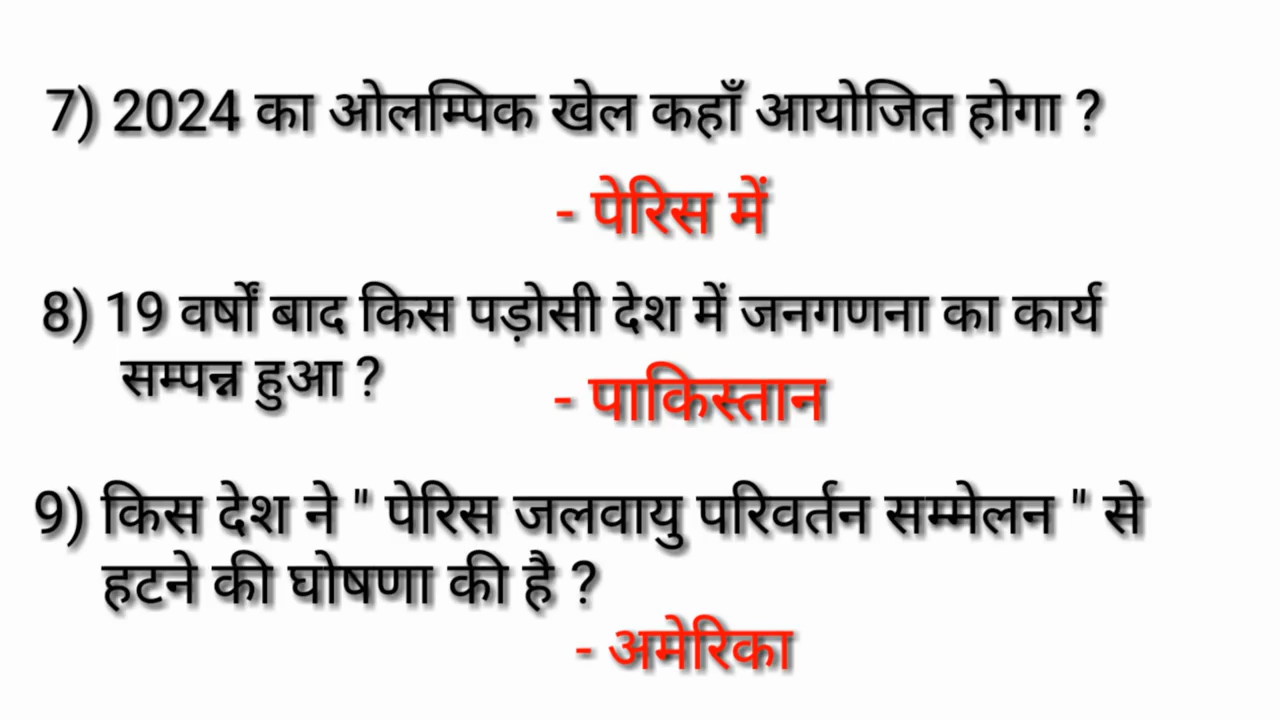 7) 2024 का ओलम्पिक खेल कहाँ आयोजित होगा ?
- पेरिस में
8) 19 वर्षों बाद किस पड़ोसी देश में जनगणना का कार्य
सम्पन्न हुआ ?
- पाकिस्तान
9) किस देश ने " पेरिस जलवायु परिवर्तन सम्मेलन " से
हटने की घोषणा की है ?
- अमेरिका